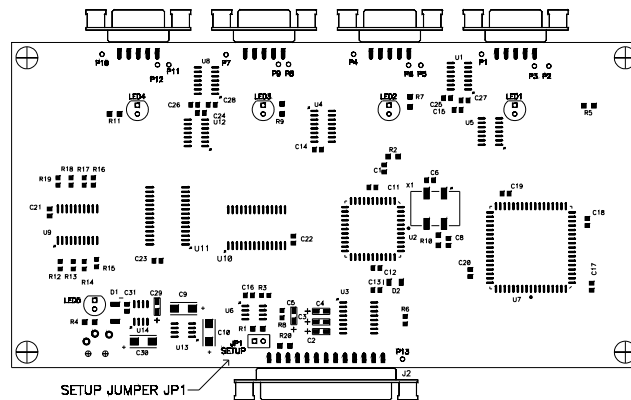 P10 P11 P12 U8 P7 P9 P8 P4 P6 P5 U1 P1 P3 P2
LED4 C26 C28 LED3 LED2 R7 C25 C27 LED1
R11 C24 U12 R9 U4 C15 U5 R5
C14 R2
R19 R18 R17 R16 C1 C6
C11 X1 C19
C21 C18
U9 U11 U10 C22 U2 R10 C8
R12 R13 R14 R15 C23 C12 C20 C17
LED5 D1 C31 C29 C9 C16 R3 C13 D2 U7
U6 C5 C4 U3
R4 U14 C10 R8 C3 R6
R1 C2
C30 U13 JP1 R20
SETUP P13
J2
SETUP JUMPER JP1